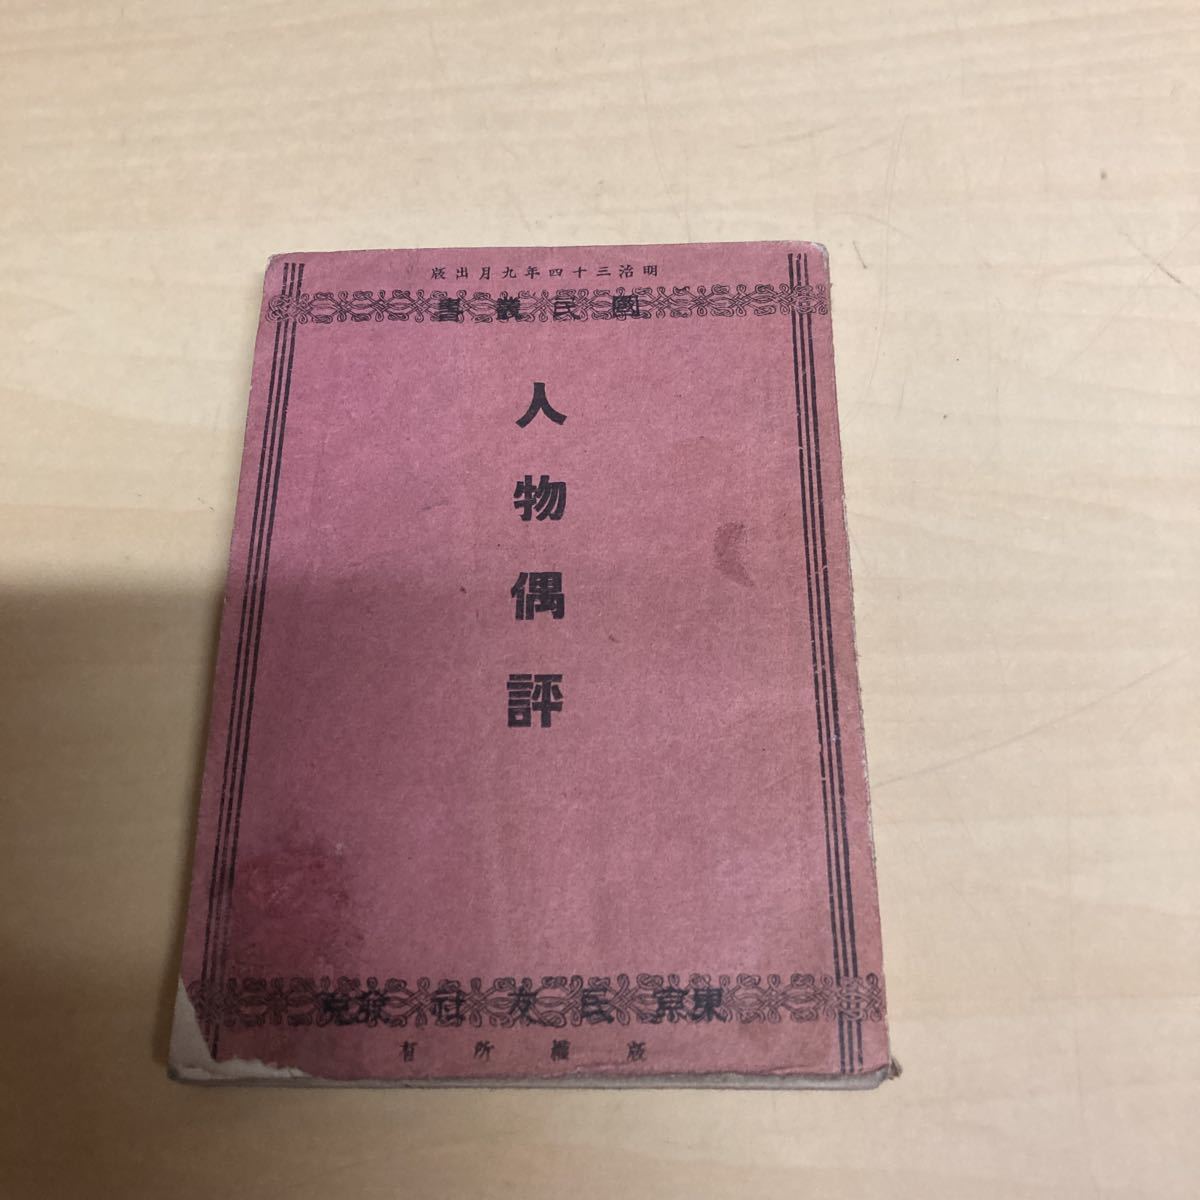 明治三十四年九月出版
國民叢書
人物偶評
東京民友社發兌
版權所有